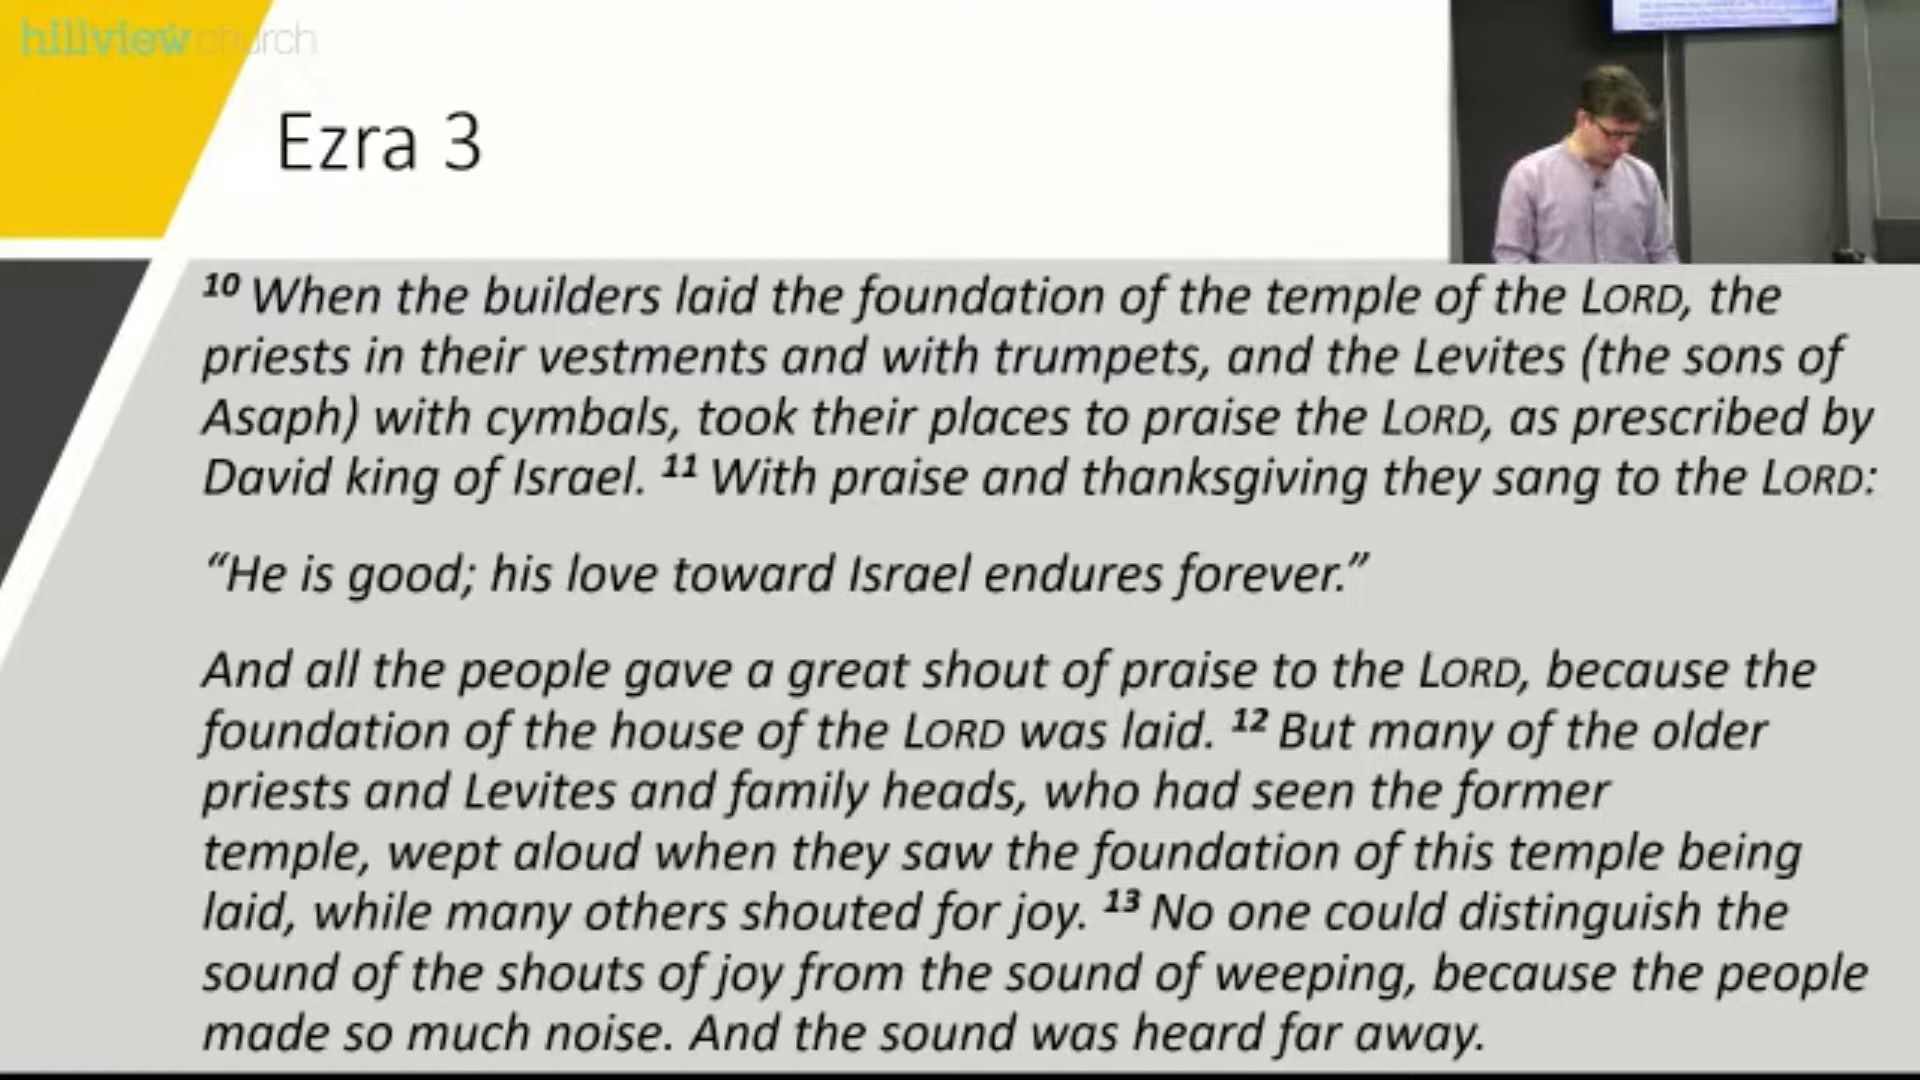 hillview church
Ezra 3
10 When the builders laid the foundation of the temple of the LORD, the
priests in their vestments and with trumpets, and the Levites (the sons of
Asaph) with cymbals, took their places to praise the LORD, as prescribed by
David king of Israel. 11 With praise and thanksgiving they sang to the LORD:
“He is good; his love toward Israel endures forever.”
And all the people gave a great shout of praise to the LORD, because the
foundation of the house of the LORD was laid. 12 But many of the older
priests and Levites and family heads, who had seen the former
temple, wept aloud when they saw the foundation of this temple being
laid, while many others shouted for joy. 13 No one could distinguish the
sound of the shouts of joy from the sound of weeping, because the people
made so much noise. And the sound was heard far away.